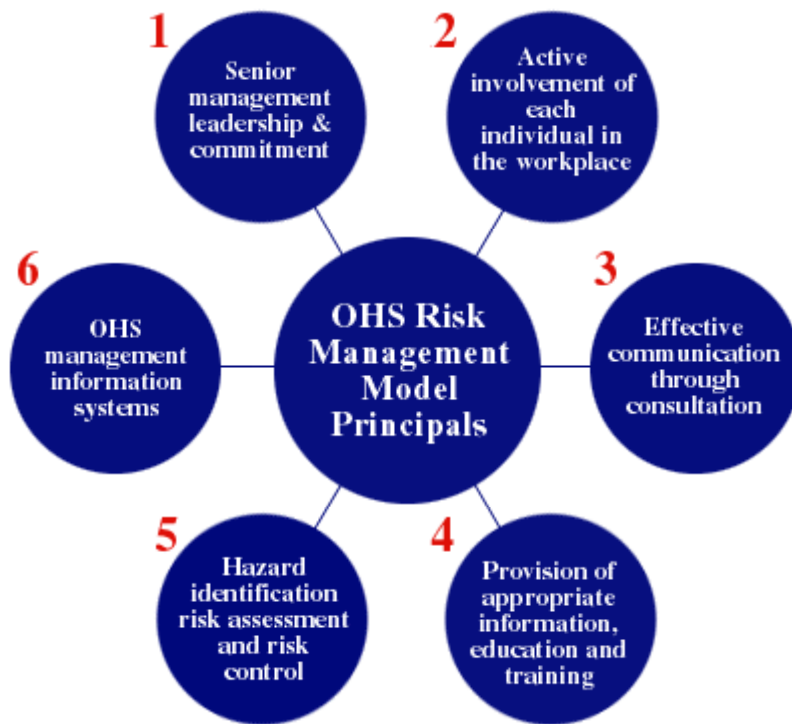 1
Senior
management
leadership &
commitment
2
Active
involvement of
each
individual in
the workplace
6
OHS
management
information
systems
OHS Risk
Management
Model
Principals
3
Effective
communication
through
consultation
5
Hazard
identification
risk assessment
and risk
control
4
Provision of
appropriate
information,
education and
training